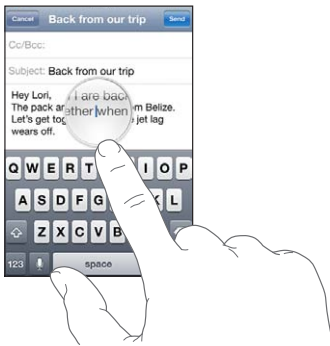 Cancel Back from our trip Send
Cc/Bcc:
Subject: Back from our trip
Hey Lori, I are back
The pack an m Belize.
Let's get tog ether when jet lag
wears off.
Q W E R T I O P
A S D F G K L
Z X C V B
123 space